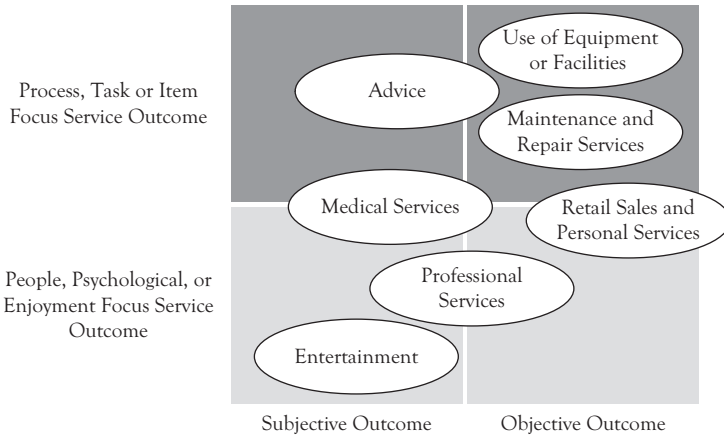 Process, Task or Item
Focus Service Outcome
Use of Equipment
or Facilities
Advice
Maintenance and
Repair Services
Medical Services
Retail Sales and
Personal Services
People, Psychological, or
Enjoyment Focus Service
Outcome
Professional
Services
Entertainment
Subjective Outcome
Objective Outcome